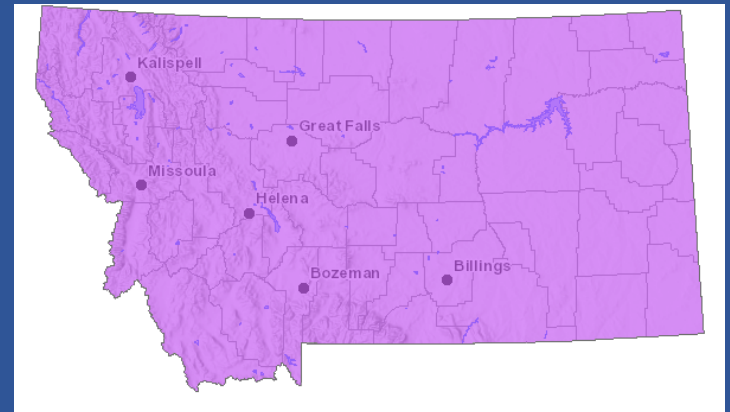 Kalispell
Great Falls
Missoula
Helena
Bozeman
Billings